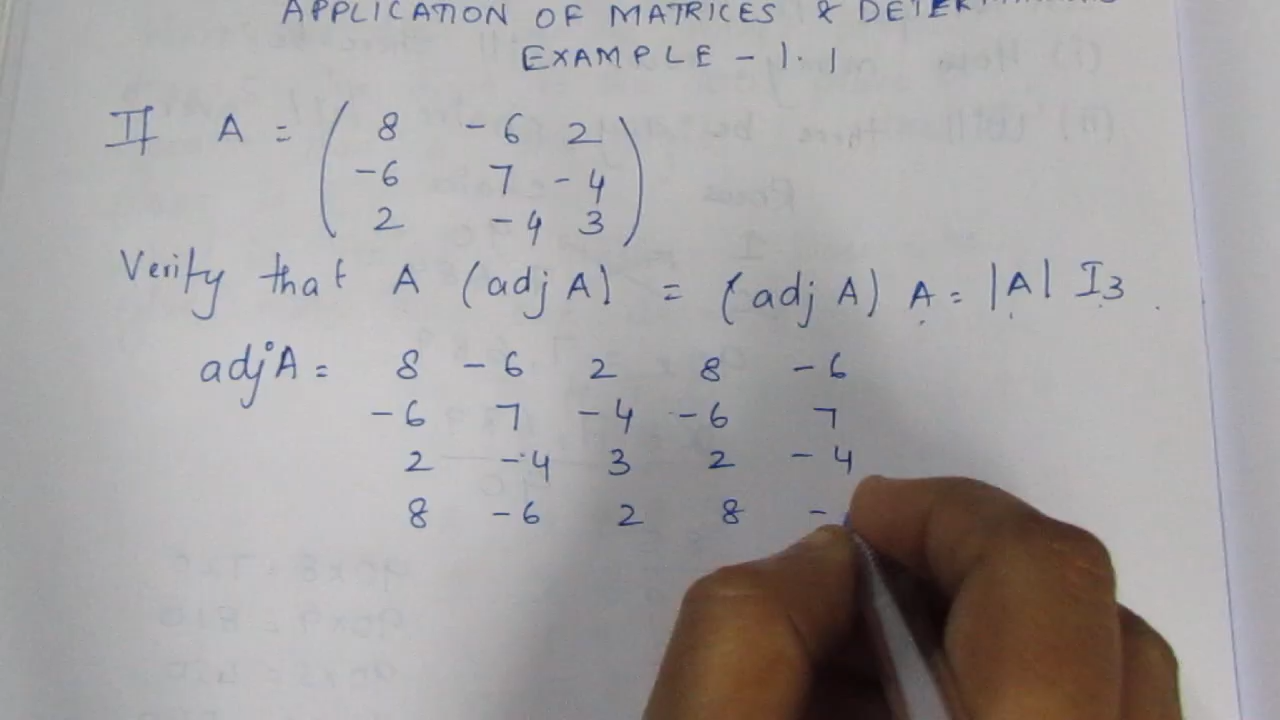 APPLICATION OF MATRICES &
EXAMPLE - 1.1
If A = ( 8 -6 2
-6 7 -4
2 -4 3 )
Verify that A (adj A) = (adj A) A = |A| I3 .
adj A = 8 -6 2 8 -6
-6 7 -4 -6 7
2 -4 3 2 -4
8 -6 2 8 -